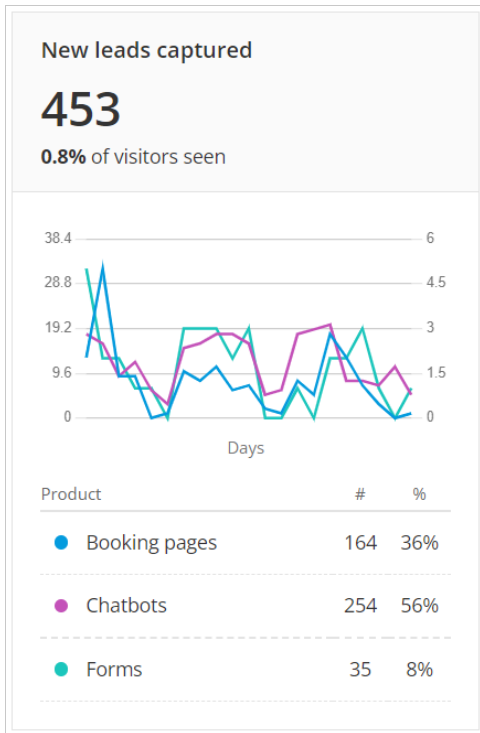 New leads captured
453
0.8% of visitors seen
38.4 6
28.8 4.5
19.2 3
9.6 1.5
0 0
Days
Product # %
Booking pages 164 36%
Chatbots 254 56%
Forms 35 8%